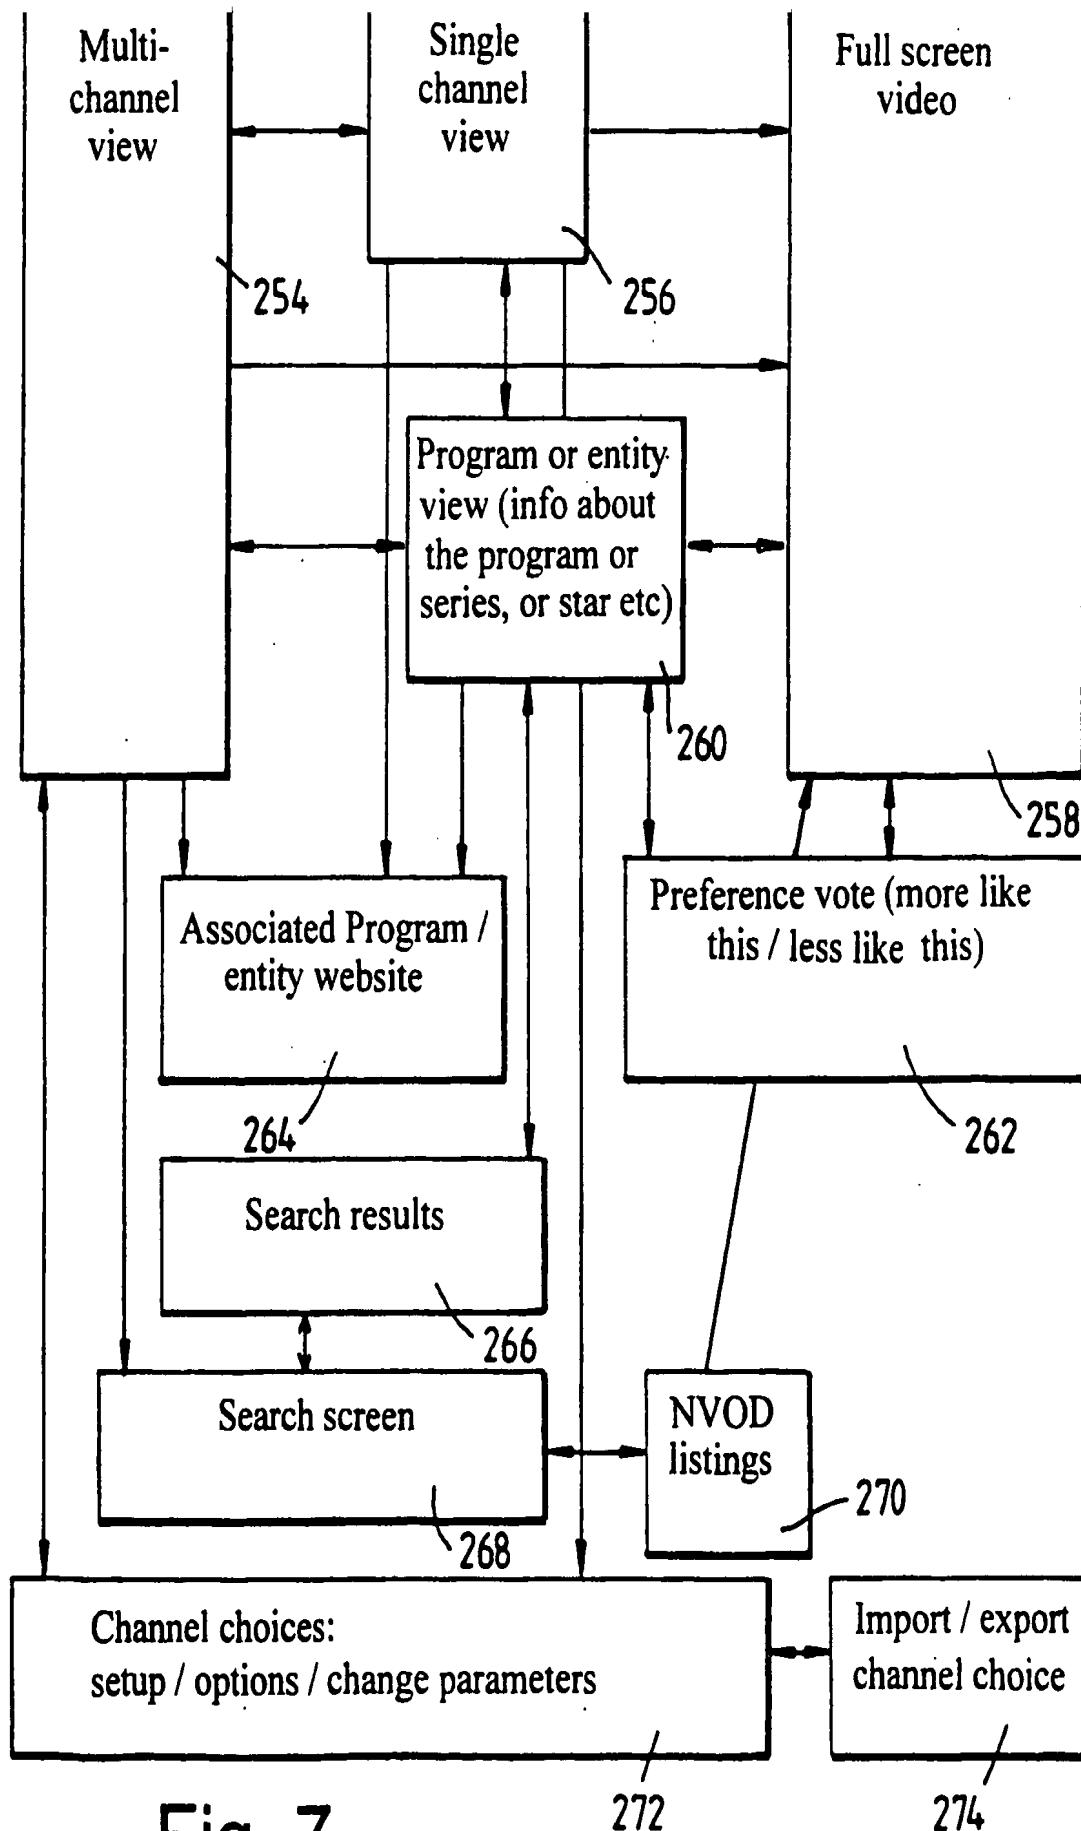 Multi-
channel
view
Single
channel
view
Full screen
video
254
256
Program or entity
view (info about
the program or
series, or star etc)
260
258
Associated Program /
entity website
264
Preference vote (more like
this / less like this)
262
Search results
266
Search screen
268
NVOD
listings
270
Channel choices:
setup / options / change parameters
272
Import / export
channel choice
274
Fig. 7